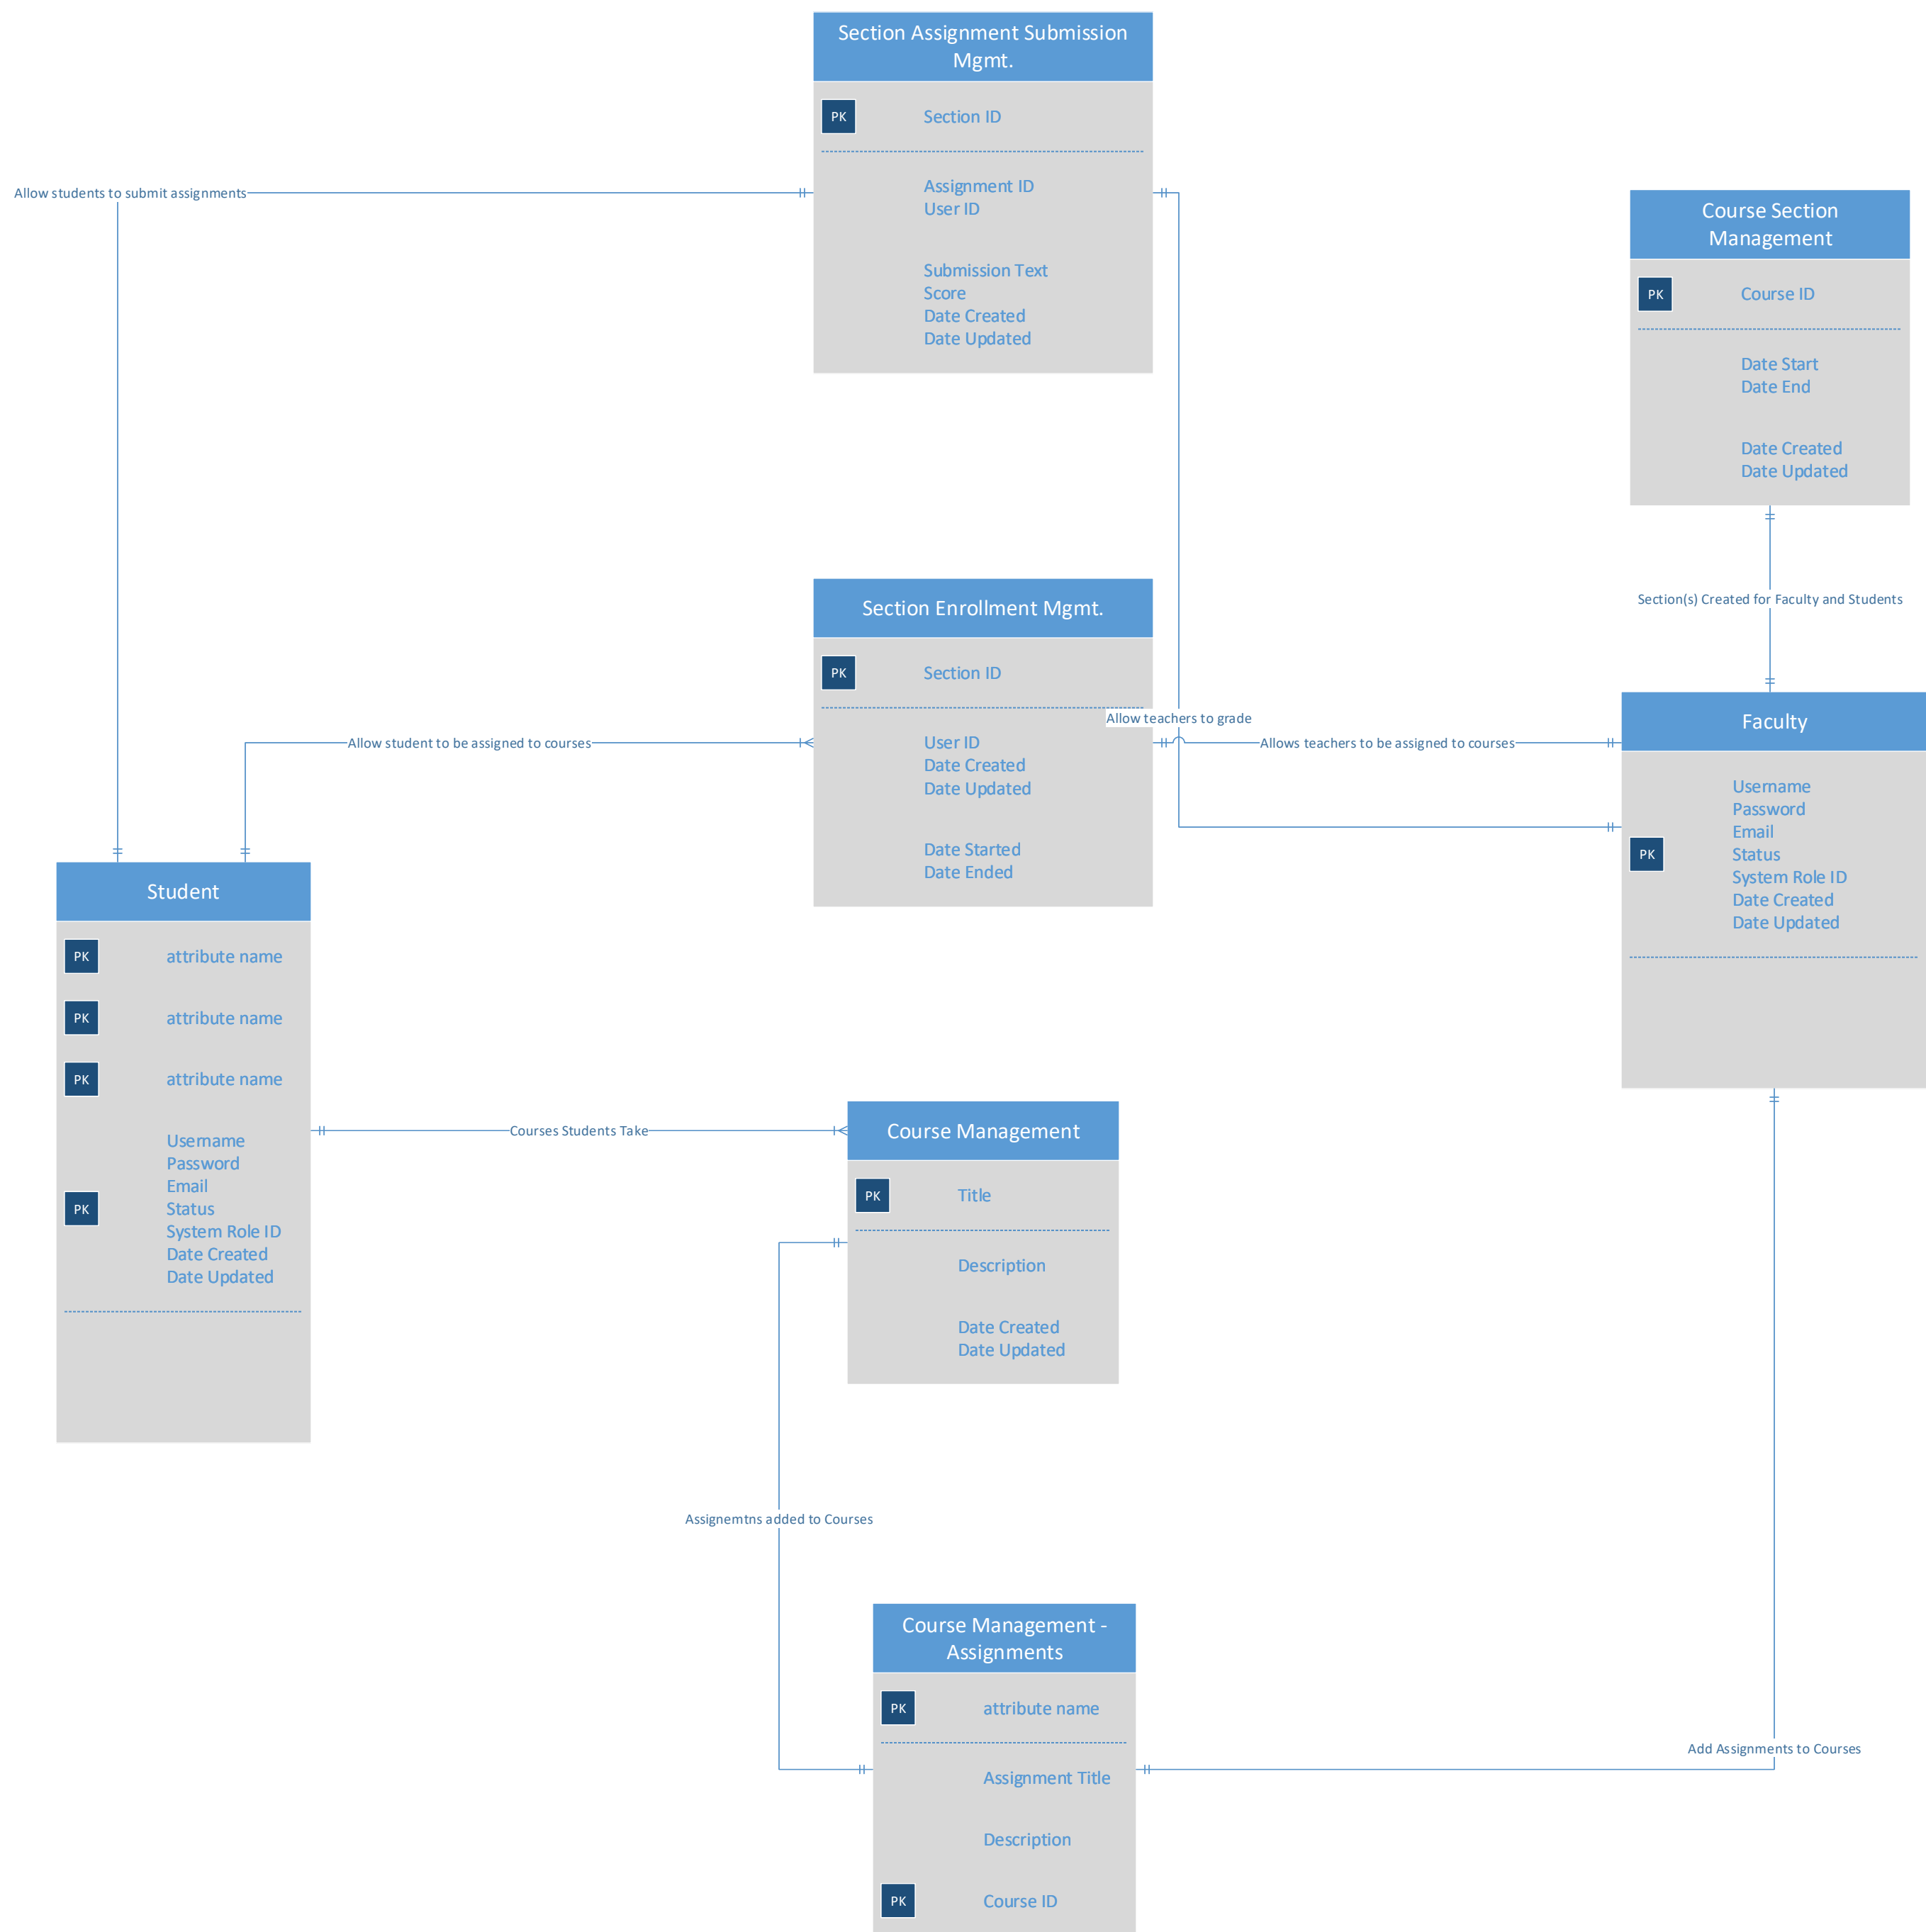 Section Assignment Submission
Mgmt.
PK Section ID
Assignment ID
User ID
Submission Text
Score
Date Created
Date Updated
Allow students to submit assignments
Course Section
Management
PK Course ID
Date Start
Date End
Date Created
Date Updated
Section(s) Created for Faculty and Students
Section Enrollment Mgmt.
PK Section ID
User ID
Date Created
Date Updated
Date Started
Date Ended
Allow teachers to grade
Allow student to be assigned to courses
Allows teachers to be assigned to courses
Faculty
Username
Password
Email
PK Status
System Role ID
Date Created
Date Updated
Student
PK attribute name
PK attribute name
PK attribute name
Username
Password
Email
PK Status
System Role ID
Date Created
Date Updated
Courses Students Take
Course Management
PK Title
Description
Date Created
Date Updated
Assignemtns added to Courses
Course Management -
Assignments
PK attribute name
Assignment Title
Description
PK Course ID
Add Assignments to Courses